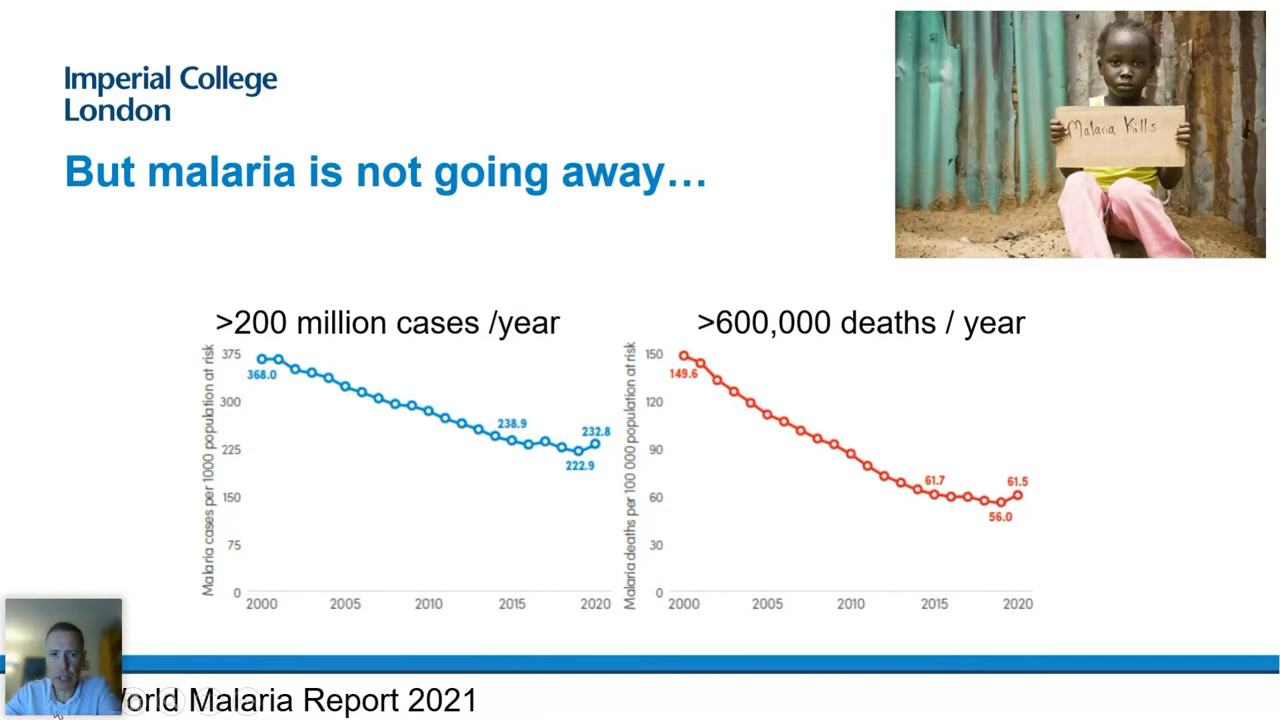 Imperial College
London
But malaria is not going away…
Malaria Kills
>200 million cases /year
Malaria cases per 1000 population at risk
375
300
225
150
75
0
368.0
238.9
232.8
222.9
2000 2005 2010 2015 2020
>600,000 deaths / year
Malaria deaths per 100 000 population at risk
150
120
90
60
30
0
149.6
61.7
61.5
56.0
2000 2005 2010 2015 2020
World Malaria Report 2021